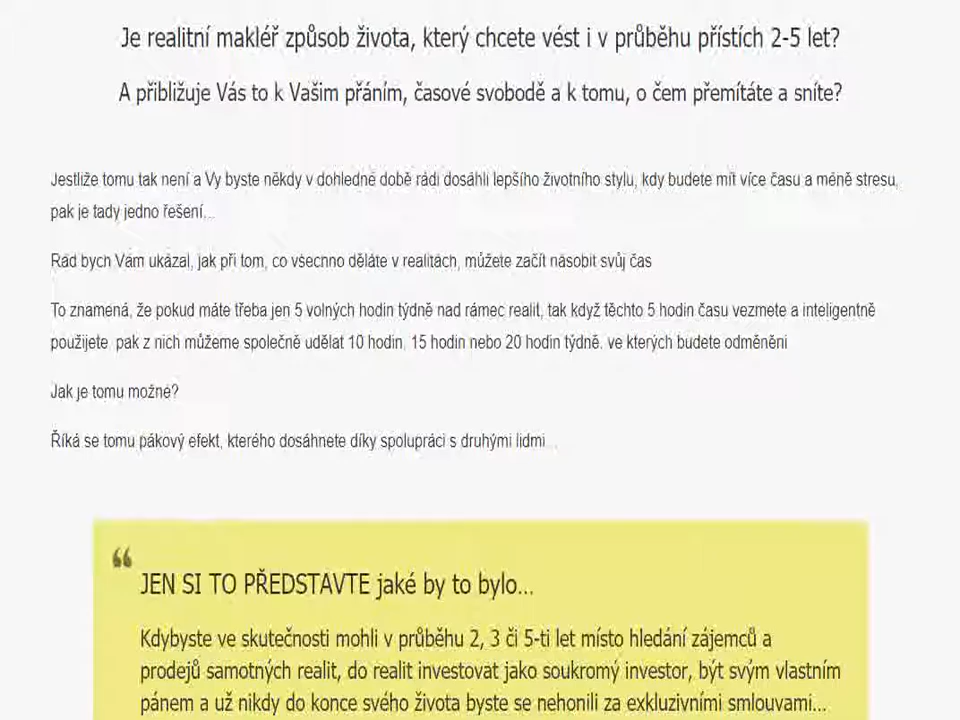 Je realitní makléř způsob života, který chcete vést i v průběhu přístích 2-5 let?
A přibližuje Vás to k Vašim přáním, časové svobodě a k tomu, o čem přemítáte a sníte?
Jestliže tomu tak není a Vy byste někdy v dohledné době rádi dosáhli lepšího životního stylu, kdy budete mít více času a méně stresu,
pak je tady jedno řešení...
Rád bych Vám ukázal, jak při tom, co všechno děláte v realitách, můžete začít násobit svůj čas
To znamená, že pokud máte třeba jen 5 volných hodin týdně nad rámec realit, tak když těchto 5 hodin času vezmete a inteligentně
použijete, pak z nich můžeme společně udělat 10 hodin, 15 hodin nebo 20 hodin týdně, ve kterých budete odměněni
Jak je tomu možné?
Říká se tomu pákový efekt, kterého dosáhnete díky spolupráci s druhými lidmi...
“ JEN SI TO PŘEDSTAVTE jaké by to bylo...
Kdybyste ve skutečnosti mohli v průběhu 2, 3 či 5-ti let místo hledání zájemců a
prodejů samotných realit, do realit investovat jako soukromý investor, být svým vlastním
pánem a už nikdy do konce svého života byste se nehonili za exkluzivními smlouvami...